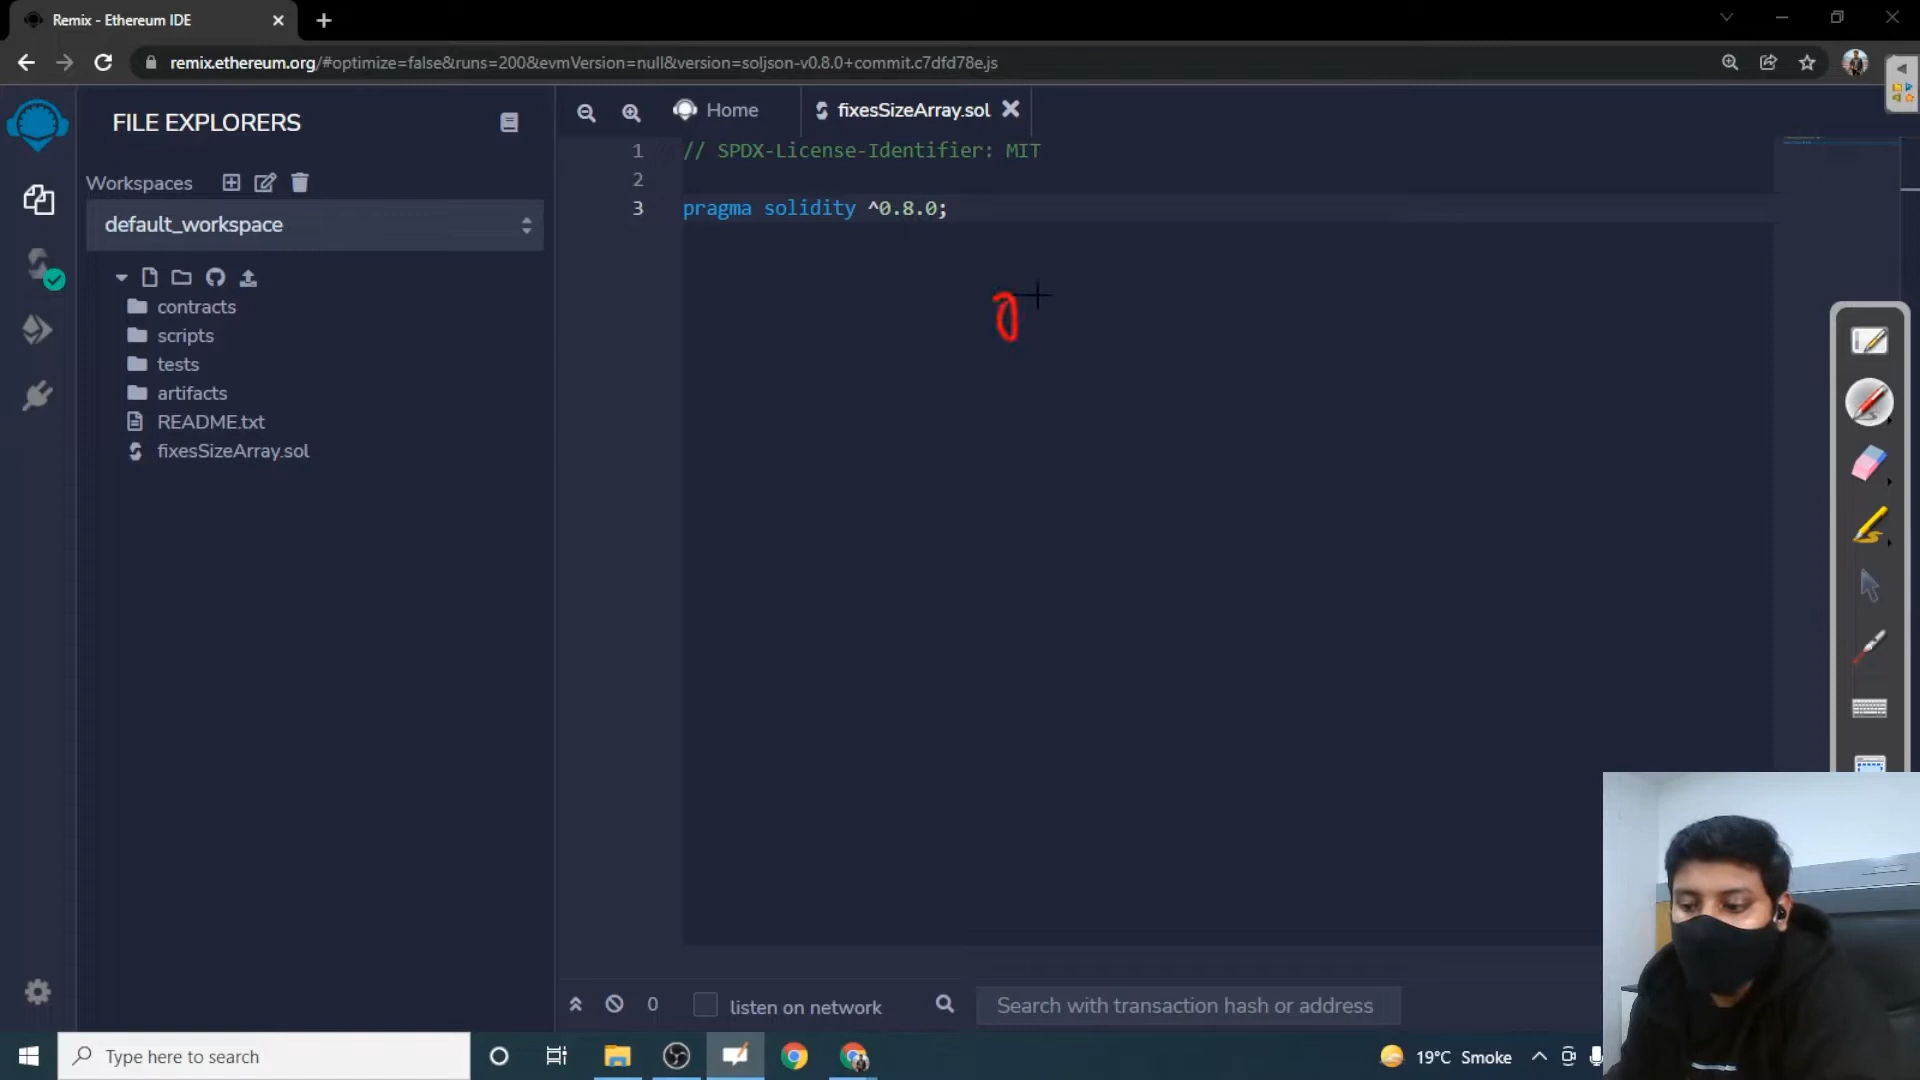 Remix - Ethereum IDE
remix.ethereum.org/#optimize=false&runs=200&evmVersion=null&version=soljson-v0.8.0+commit.c7dfd78e.js
FILE EXPLORERS
Home
fixesSizeArray.sol
Workspaces
default_workspace
contracts
scripts
tests
artifacts
README.txt
fixesSizeArray.sol
1 // SPDX-License-Identifier: MIT
2
3 pragma solidity ^0.8.0;
0
listen on network
Search with transaction hash or address
Type here to search
19°C Smoke